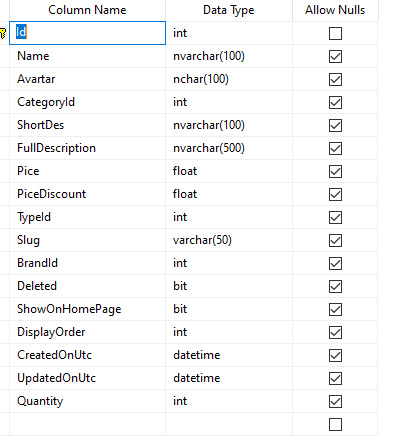 Column Name Data Type Allow Nulls
Id int
Name nvarchar(100)
Avartar nchar(100)
CategoryId int
ShortDes nvarchar(100)
FullDescription nvarchar(500)
Pice float
PiceDiscount float
TypeId int
Slug varchar(50)
BrandId int
Deleted bit
ShowOnHomePage bit
DisplayOrder int
CreatedOnUtc datetime
UpdatedOnUtc datetime
Quantity int